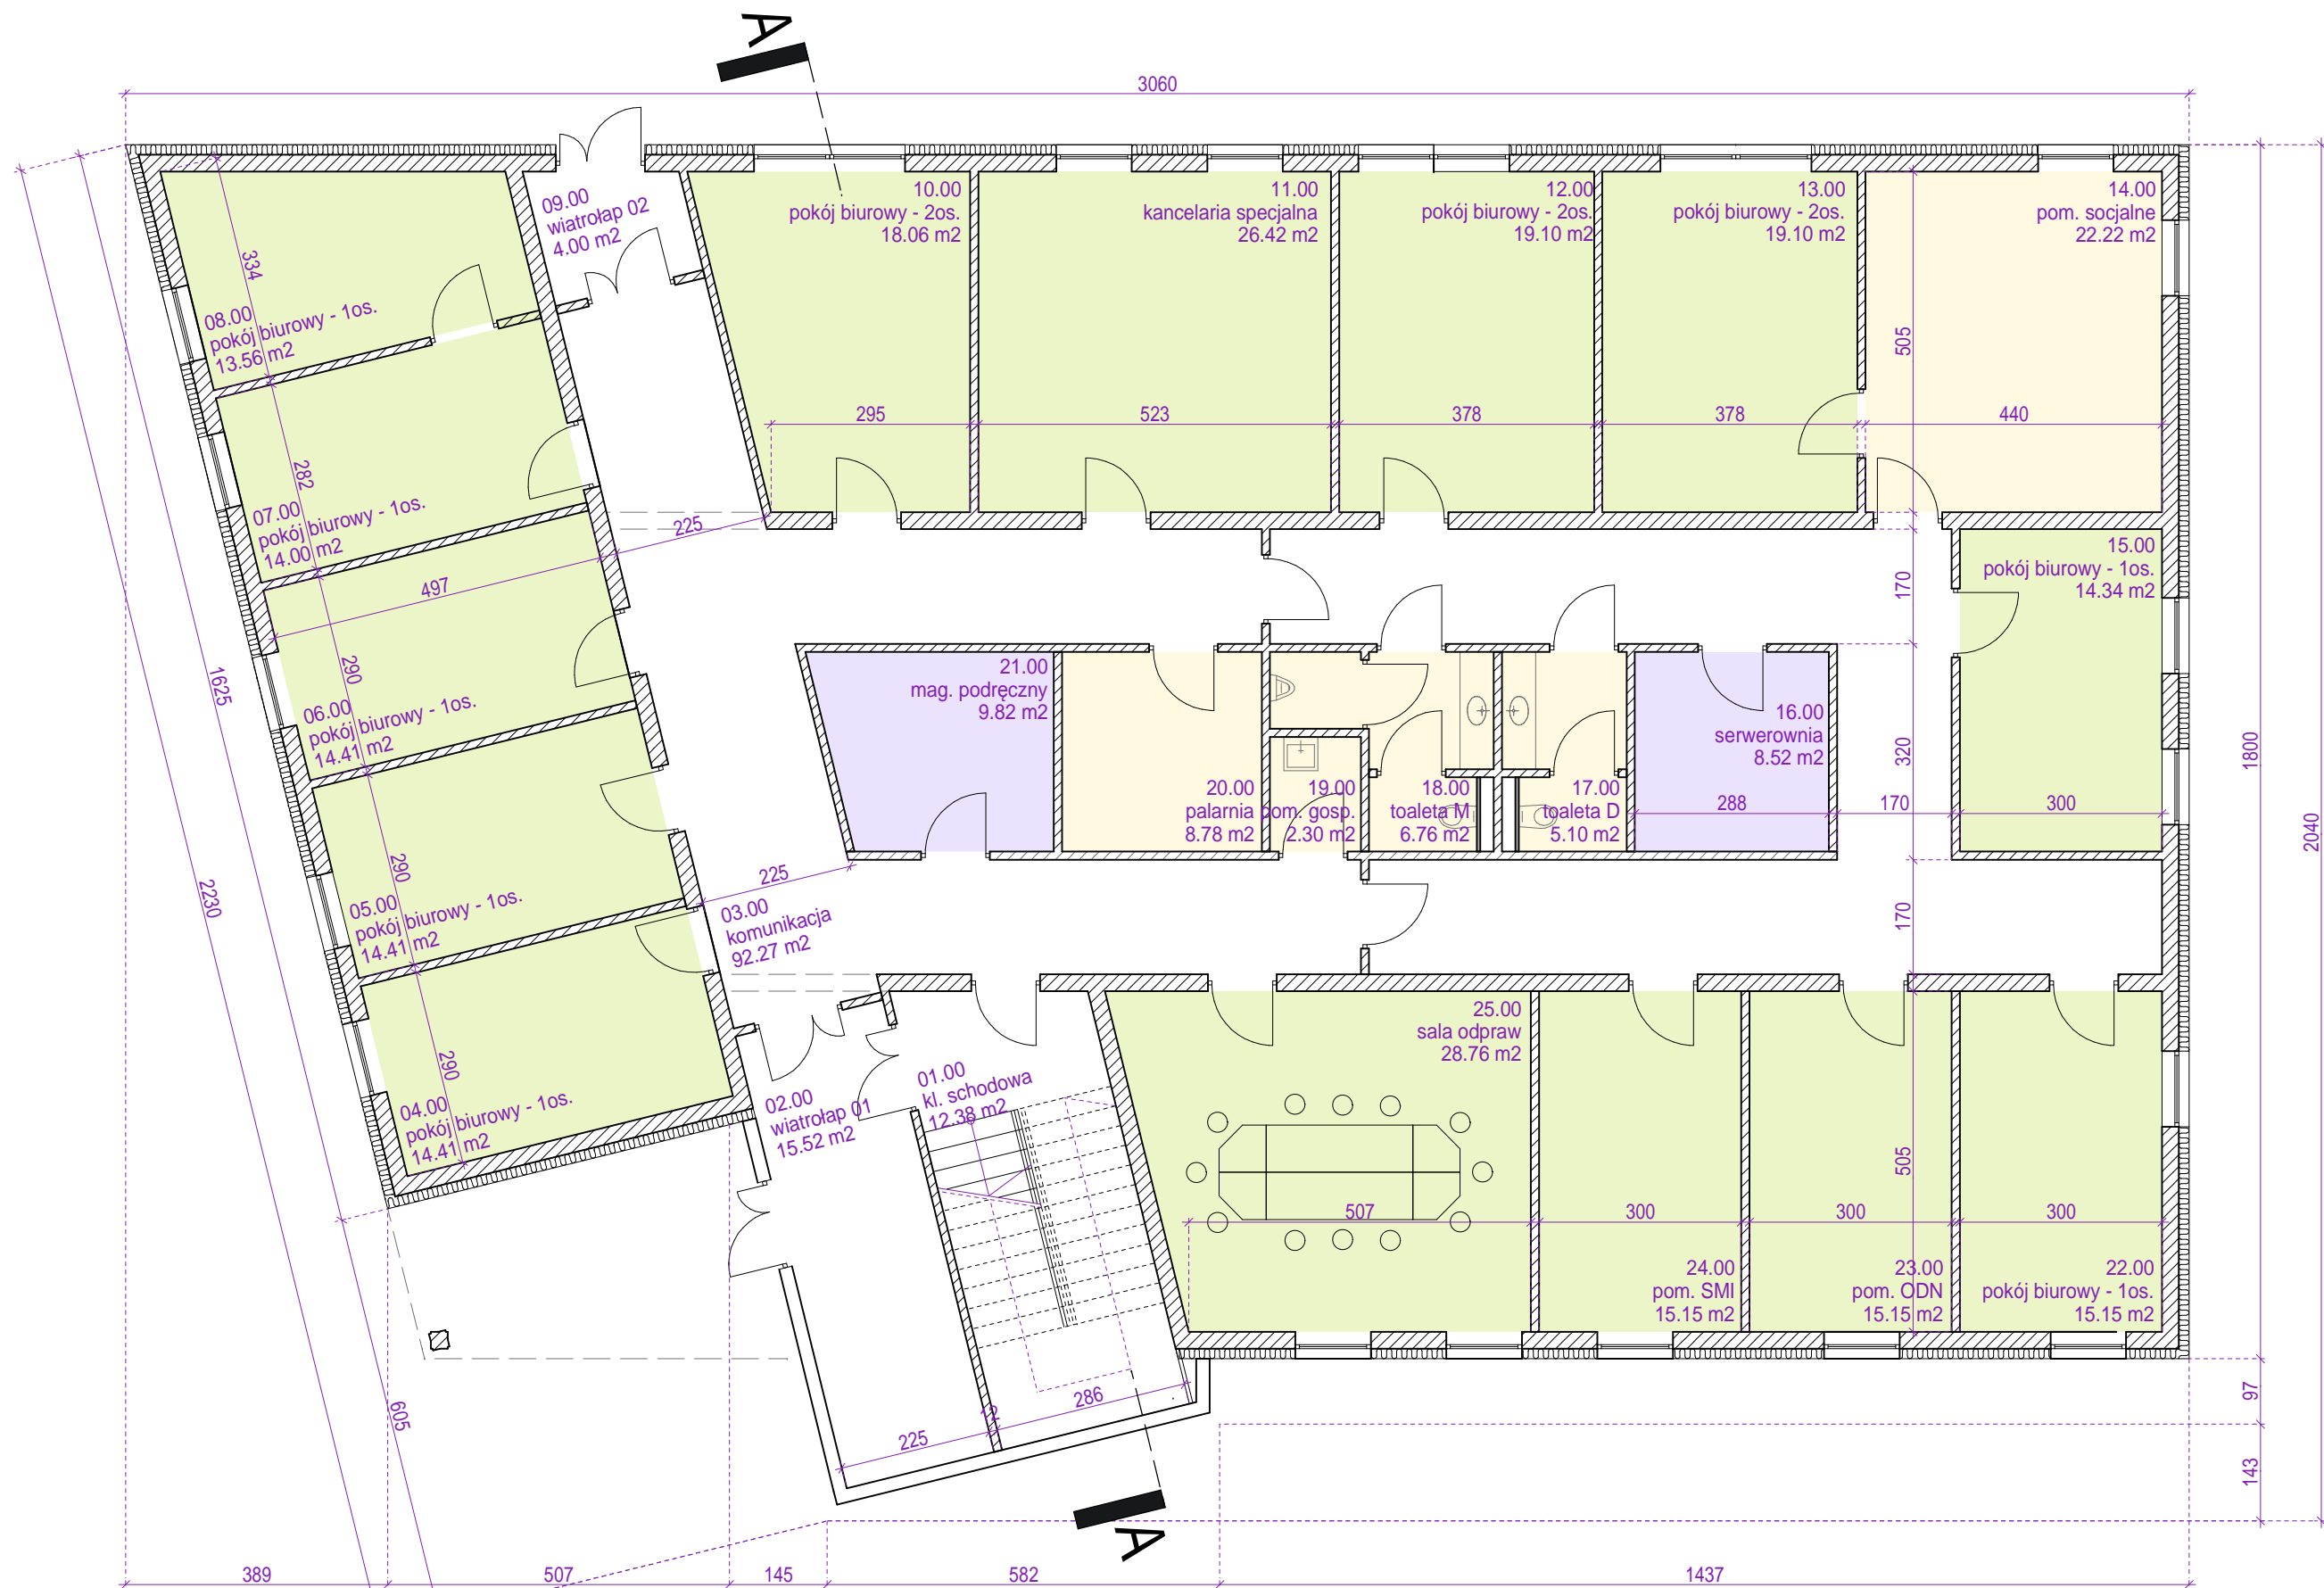 A
3060
09.00
wiatrołap 02
4.00 m2
10.00
pokój biurowy - 2os.
18.06 m2
11.00
kancelaria specjalna
26.42 m2
12.00
pokój biurowy - 2os.
19.10 m2
13.00
pokój biurowy - 2os.
19.10 m2
14.00
pom. socjalne
22.22 m2
334
08.00
pokój biurowy - 1os.
13.56 m2
505
295
523
378
378
440
282
07.00
pokój biurowy - 1os.
14.00 m2
225
497
15.00
pokój biurowy - 1os.
14.34 m2
170
290
06.00
pokój biurowy - 1os.
14.41 m2
1625
21.00
mag. podręczny
9.82 m2
16.00
serwerownia
8.52 m2
20.00
palarnia
8.78 m2
19.00
pom. gosp.
2.30 m2
18.00
toaleta M
6.76 m2
17.00
toaleta D
5.10 m2
320
288
170
300
1800
2040
290
05.00
pokój biurowy - 1os.
14.41 m2
2230
225
03.00
komunikacja
92.27 m2
170
290
04.00
pokój biurowy - 1os.
14.41 m2
02.00
wiatrołap 01
15.52 m2
01.00
kl. schodowa
12.38 m2
25.00
sala odpraw
28.76 m2
505
507
300
300
300
24.00
pom. SMI
15.15 m2
23.00
pom. ODN
15.15 m2
22.00
pokój biurowy - 1os.
15.15 m2
605
225
12
286
97
143
A
389
507
145
582
1437